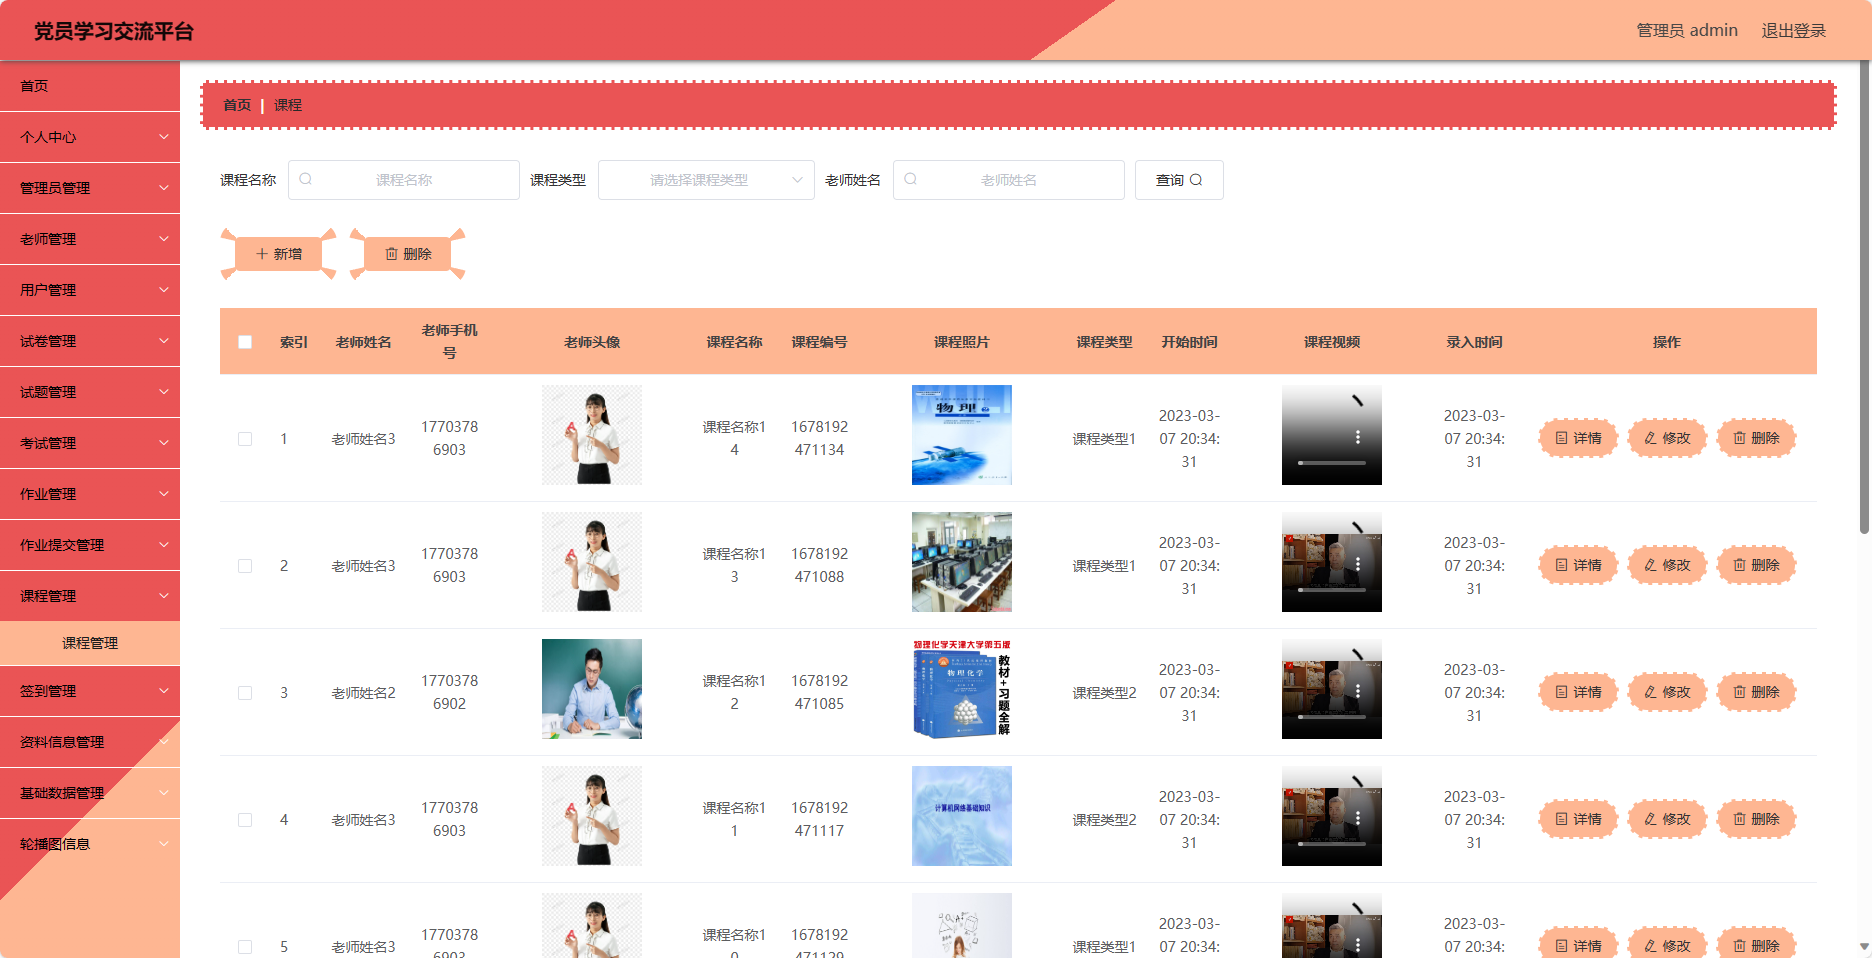 党员学习交流平台
管理员 admin 退出登录
首页
个人中心
管理员管理
老师管理
用户管理
试卷管理
试题管理
考试管理
作业管理
作业提交管理
课程管理
课程管理
签到管理
资料信息管理
基础数据管理
轮播图信息
首页 | 课程
课程名称 课程名称 课程类型 请选择课程类型 老师姓名 老师姓名 查询
新增 删除
索引 老师姓名 老师手机号 老师头像 课程名称 课程编号 课程照片 课程类型 开始时间 课程视频 录入时间 操作
1 老师姓名3 17703786903 课程名称14 1678192471134 物理 课程类型1 2023-03-07 20:34:31 2023-03-07 20:34:31 详情 修改 删除
2 老师姓名3 17703786903 课程名称13 1678192471088 课程类型1 2023-03-07 20:34:31 2023-03-07 20:34:31 详情 修改 删除
3 老师姓名2 17703786902 课程名称12 1678192471085 物理化学天津大学第五版 物理化学 教材+习题全解 课程类型2 2023-03-07 20:34:31 2023-03-07 20:34:31 详情 修改 删除
4 老师姓名3 17703786903 课程名称11 1678192471117 计算机网络基础知识 课程类型2 2023-03-07 20:34:31 2023-03-07 20:34:31 详情 修改 删除
5 老师姓名3 17703786903 课程名称10 1678192471129 课程类型1 2023-03-07 20:34: 2023-03-07 20:34: 详情 修改 删除